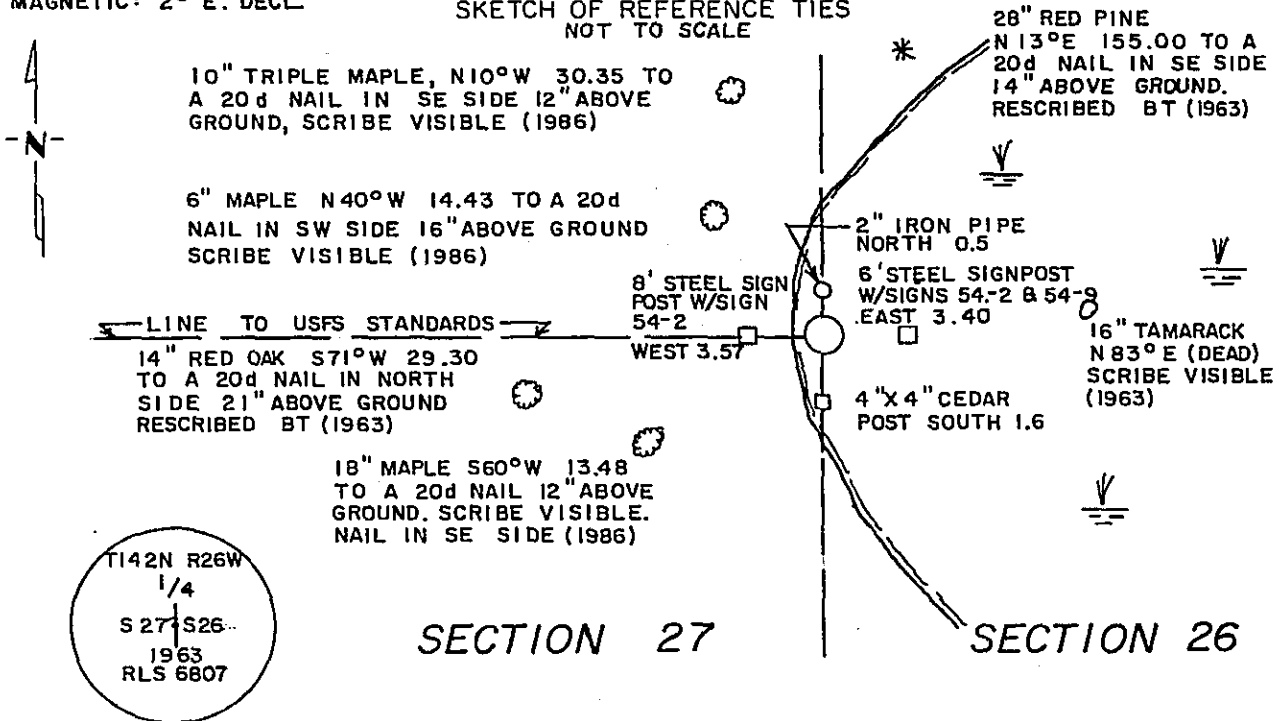 MAGNETIC: 2° E. DECL
SKETCH OF REFERENCE TIES
NOT TO SCALE
28" RED PINE
N 13°E 155.00 TO A
20d NAIL IN SE SIDE
14" ABOVE GROUND.
RESCRIBED BT (1963)
10" TRIPLE MAPLE, N10°W 30.35 TO
A 20d NAIL IN SE SIDE 12" ABOVE
GROUND, SCRIBE VISIBLE (1986)
N
6" MAPLE N40°W 14.43 TO A 20d
NAIL IN SW SIDE 16" ABOVE GROUND
SCRIBE VISIBLE (1986)
2" IRON PIPE
NORTH 0.5
8' STEEL SIGN
POST W/SIGN
54-2
WEST 3.57
6' STEEL SIGNPOST
W/SIGNS 54-2 & 54-9
EAST 3.40
LINE TO USFS STANDARDS
14" RED OAK S71°W 29.30
TO A 20d NAIL IN NORTH
SIDE 21" ABOVE GROUND
RESCRIBED BT (1963)
16" TAMARACK
N 83° E (DEAD)
SCRIBE VISIBLE
(1963)
4"X 4" CEDAR
POST SOUTH 1.6
18" MAPLE S60°W 13.48
TO A 20d NAIL 12" ABOVE
GROUND. SCRIBE VISIBLE.
NAIL IN SE SIDE (1986)
T142N R26W
1/4
S 27 S26
1963
RLS 6807
SECTION 27
SECTION 26